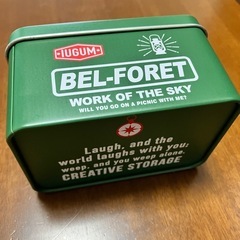 IUGUM
BEL-FORET
WORK OF THE SKY
WILL YOU GO ON A PICNIC WITH ME?
Laugh, and the
world laughs with you;
weep, and you weep alone.
CREATIVE STORAGE